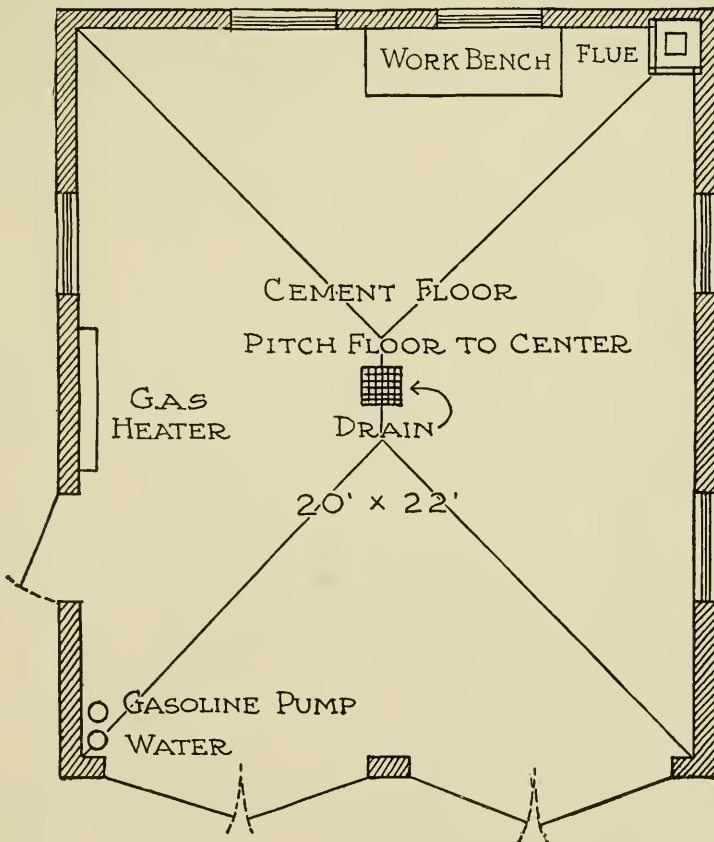 WORK BENCH
FLUE
CEMENT FLOOR
PITCH FLOOR TO CENTER
GAS
HEATER
DRAIN
20' × 22'
GASOLINE PUMP
WATER